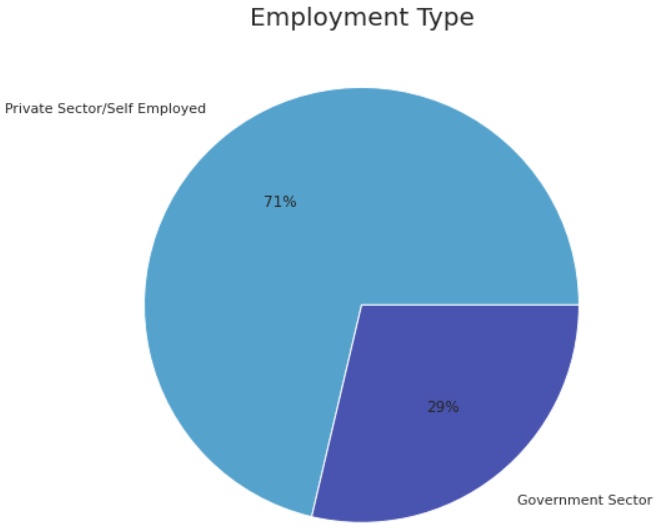 Employment Type
Private Sector/Self Employed
71%
29%
Government Sector